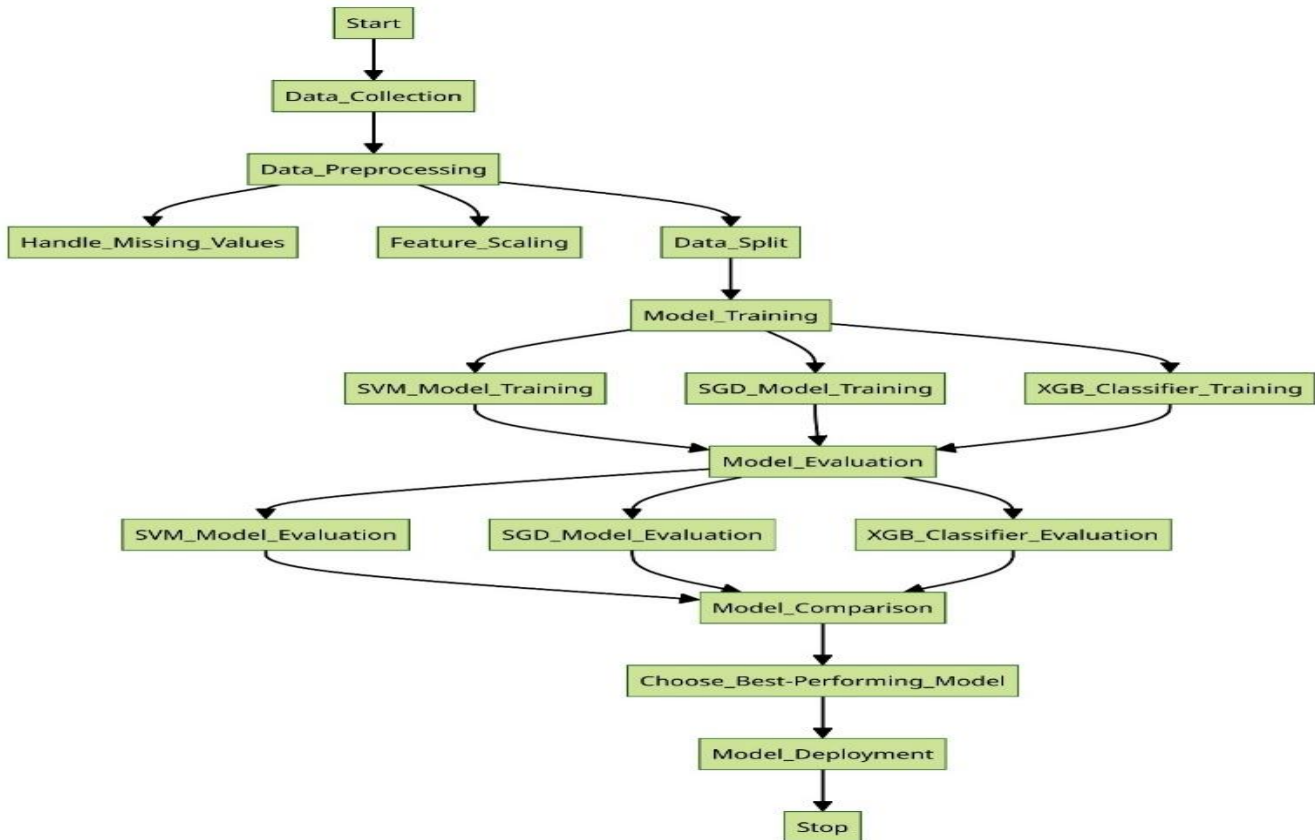 Start
Data_Collection
Data_Preprocessing
Handle_Missing_Values
Feature_Scaling
Data_Split
Model_Training
SVM_Model_Training
SGD_Model_Training
XGB_Classifier_Training
Model_Evaluation
SVM_Model_Evaluation
SGD_Model_Evaluation
XGB_Classifier_Evaluation
Model_Comparison
Choose_Best-Performing_Model
Model_Deployment
Stop